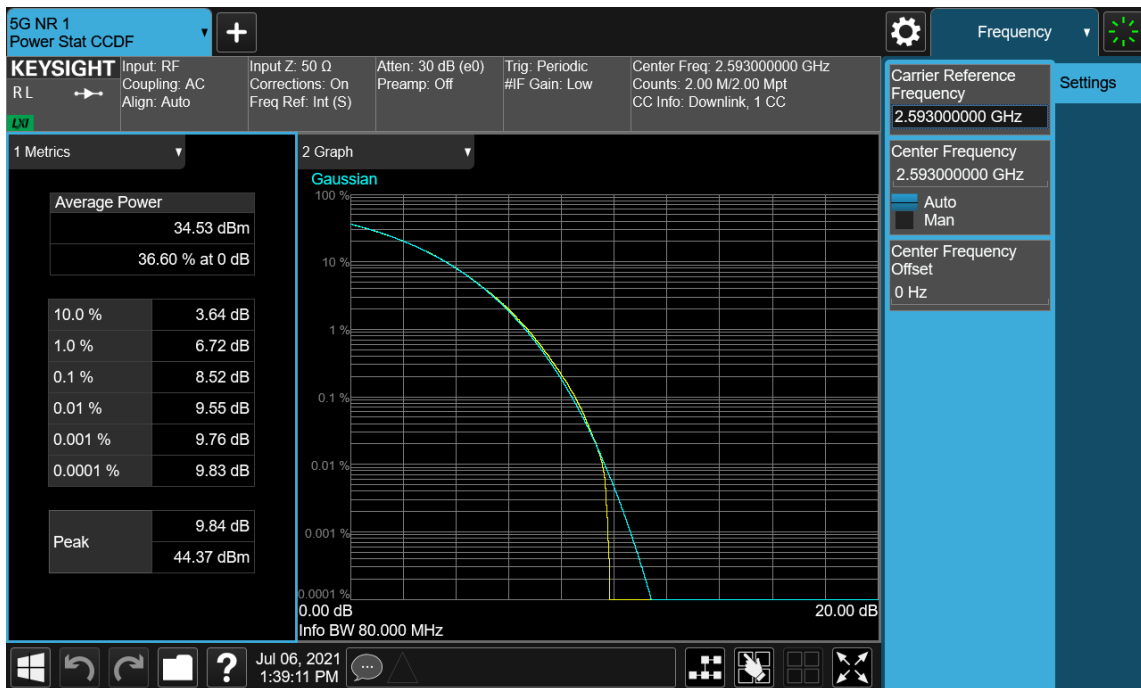 5G NR 1
Power Stat CCDF
Frequency
KEYSIGHT
R L
LXI
Input: RF
Coupling: AC
Align: Auto
Input Z: 50 Ω
Corrections: On
Freq Ref: Int (S)
Atten: 30 dB (e0)
Preamp: Off
Trig: Periodic
#IF Gain: Low
Center Freq: 2.593000000 GHz
Counts: 2.00 M/2.00 Mpt
CC Info: Downlink, 1 CC
Carrier Reference
Frequency
2.593000000 GHz
Settings
Center Frequency
2.593000000 GHz
Auto
Man
Center Frequency
Offset
0 Hz
1 Metrics
Average Power
34.53 dBm
36.60 % at 0 dB
10.0 % 3.64 dB
1.0 % 6.72 dB
0.1 % 8.52 dB
0.01 % 9.55 dB
0.001 % 9.76 dB
0.0001 % 9.83 dB
Peak
9.84 dB
44.37 dBm
2 Graph
Gaussian
100 %
10 %
1 %
0.1 %
0.01 %
0.001 %
0.0001 %
0.00 dB
20.00 dB
Info BW 80.000 MHz
Jul 06, 2021
1:39:11 PM